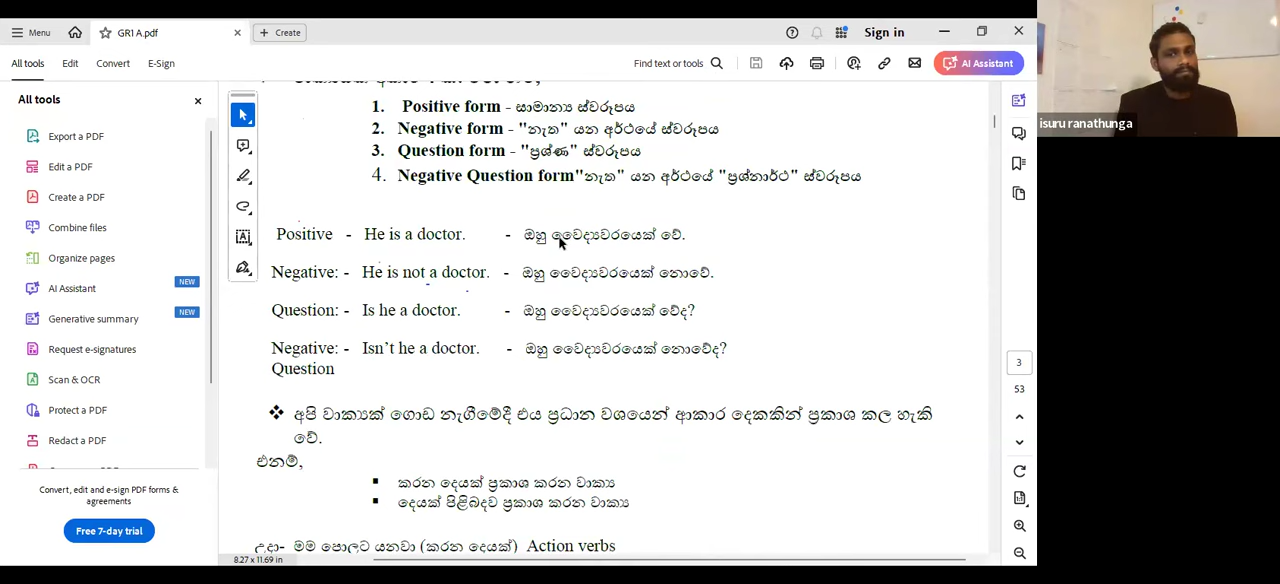 Menu
GRI A.pdf
Create
Sign in
All tools Edit Convert E-Sign
Find text or tools
AI Assistant
isuru ranathunga
All tools
Export a PDF
Edit a PDF
Create a PDF
Combine files
Organize pages
AI Assistant NEW
Generative summary NEW
Request e-signatures
Scan & OCR
Protect a PDF
Redact a PDF
Convert, edit and e-sign PDF forms &
agreements
Free 7-day trial
1. Positive form - සාමාන්‍ය ස්වරූපය
2. Negative form - "නැත" යන අර්ථයේ ස්වරූපය
3. Question form - "ප්‍රශ්ණ" ස්වරූපය
4. Negative Question form"නැත" යන අර්ථයේ "ප්‍රශ්නාර්ථ" ස්වරූපය
Positive - He is a doctor. - ඔහු වෛද්‍යවරයෙක් වේ.
Negative: - He is not a doctor. - ඔහු වෛද්‍යවරයෙක් නොවේ.
Question: - Is he a doctor. - ඔහු වෛද්‍යවරයෙක් වේද?
Negative: - Isn't he a doctor. - ඔහු වෛද්‍යවරයෙක් නොවේද?
Question
❖ අපි වාක්‍යක් ගොඩ නැගීමේදී එය ප්‍රධාන වශයෙන් ආකාර දෙකකින් ප්‍රකාශ කල හැකි
වේ.
එනම්,
▪ කරන දෙයක් ප්‍රකාශ කරන වාක්‍ය
▪ දෙයක් පිළිබදව ප්‍රකාශ කරන වාක්‍ය
උදා- මම පොලට යනවා (කරන දෙයක්) Action verbs
8.27 x 11.69 in
3
53